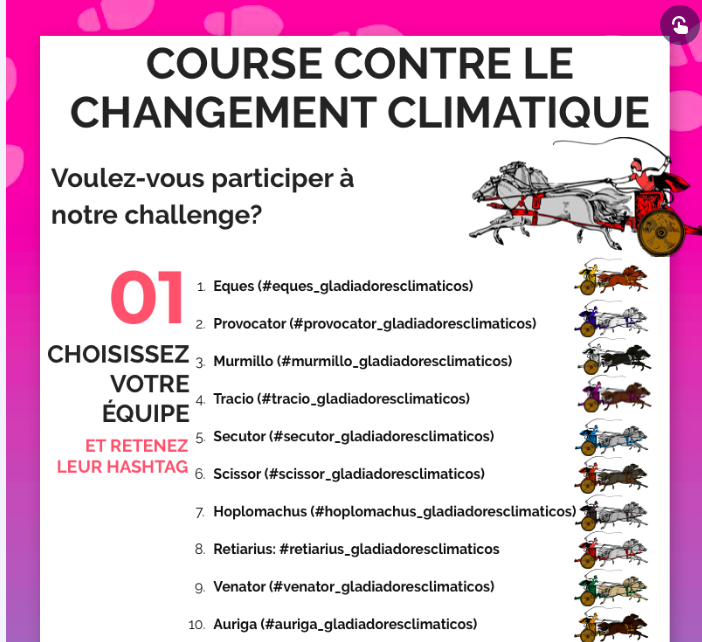 COURSE CONTRE LE
CHANGEMENT CLIMATIQUE
Voulez-vous participer à
notre challenge?
01
CHOISISSEZ
VOTRE
ÉQUIPE
ET RETENEZ
LEUR HASHTAG
1. Eques (#eques_gladiadoresclimaticos)
2. Provocator (#provocator_gladiadoresclimaticos)
3. Murmillo (#murmillo_gladiadoresclimaticos)
4. Tracio (#tracio_gladiadoresclimaticos)
5. Secutor (#secutor_gladiadoresclimaticos)
6. Scissor (#scissor_gladiadoresclimaticos)
7. Hoplomachus (#hoplomachus_gladiadoresclimaticos)
8. Retiarius: #retiarius_gladiadoresclimaticos
9. Venator (#venator_gladiadoresclimaticos)
10. Auriga (#auriga_gladiadoresclimaticos)